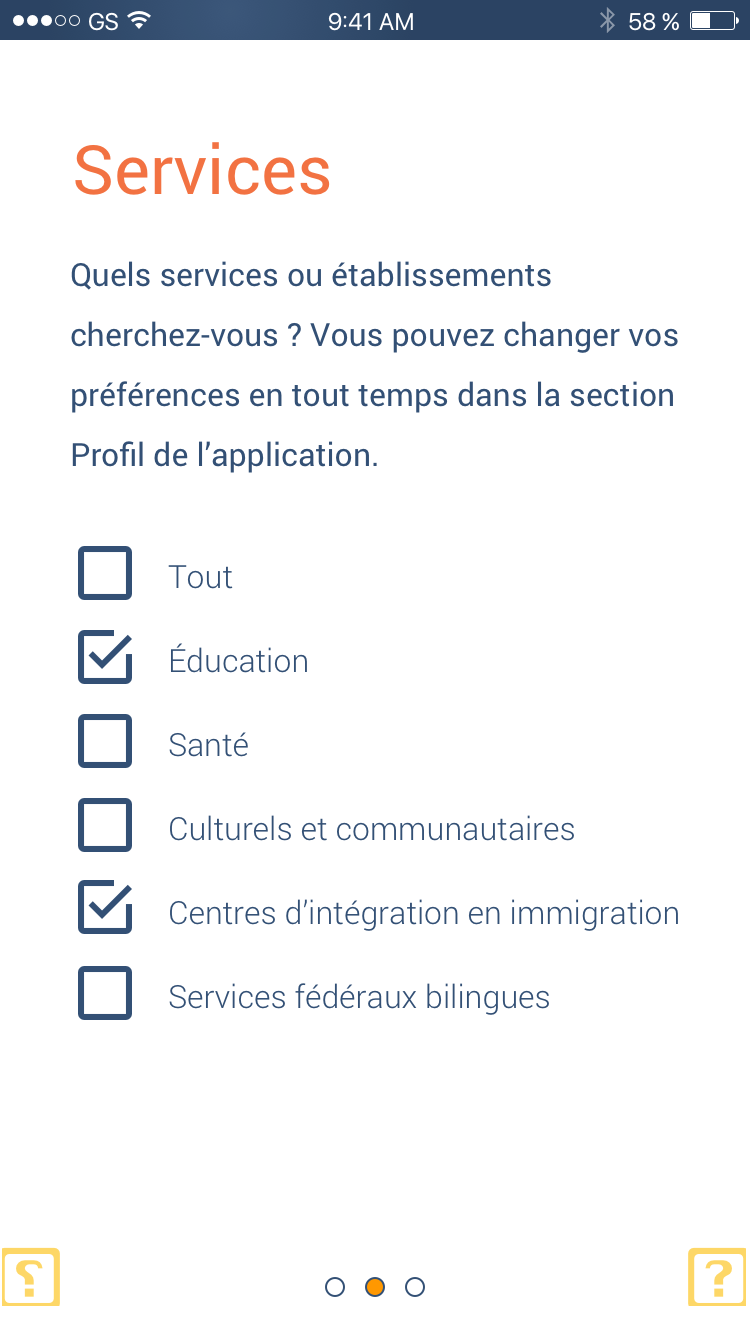 GS 9:41 AM 58 %
Services
Quels services ou établissements
cherchez-vous ? Vous pouvez changer vos
préférences en tout temps dans la section
Profil de l’application.
Tout
Éducation
Santé
Culturels et communautaires
Centres d’intégration en immigration
Services fédéraux bilingues
? ?